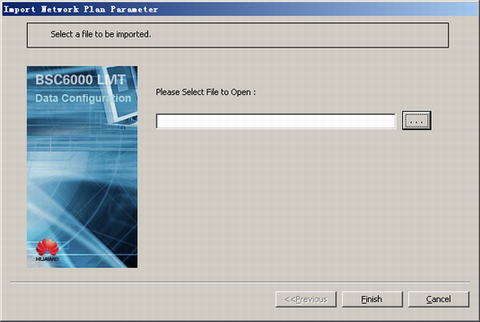 Import Network Plan Parameter
Select a file to be imported.
BSC6000 LMT
Data Configuration
Please Select File to Open :
...
HUAWEI
<<Previous
Finish
Cancel